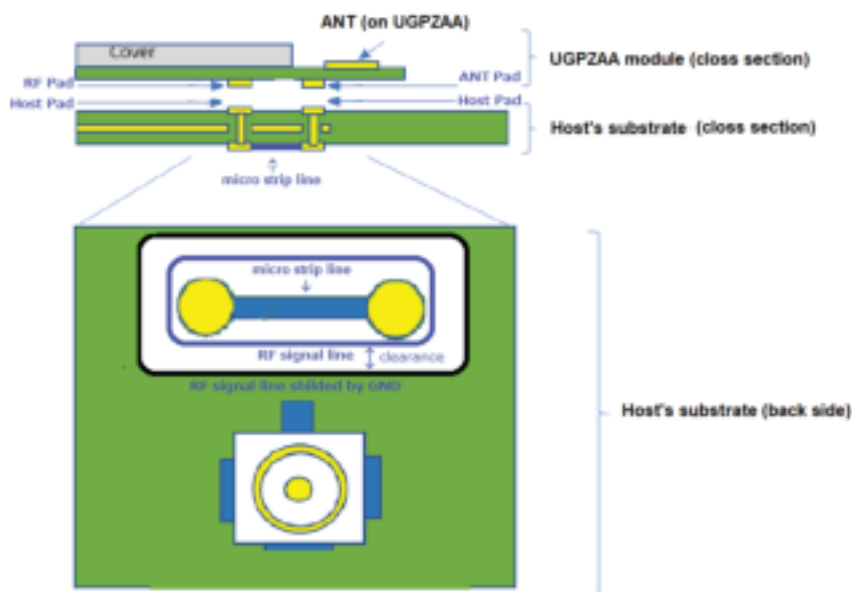 ANT (on UGPZAA)
Cover
UGPZAA module (closs section)
RF Pad
ANT Pad
Host Pad
Host Pad
Host's substrate (closs section)
micro strip line
micro strip line
RF signal line
clearance
RF signal line shilded by GND
Host's substrate (back side)